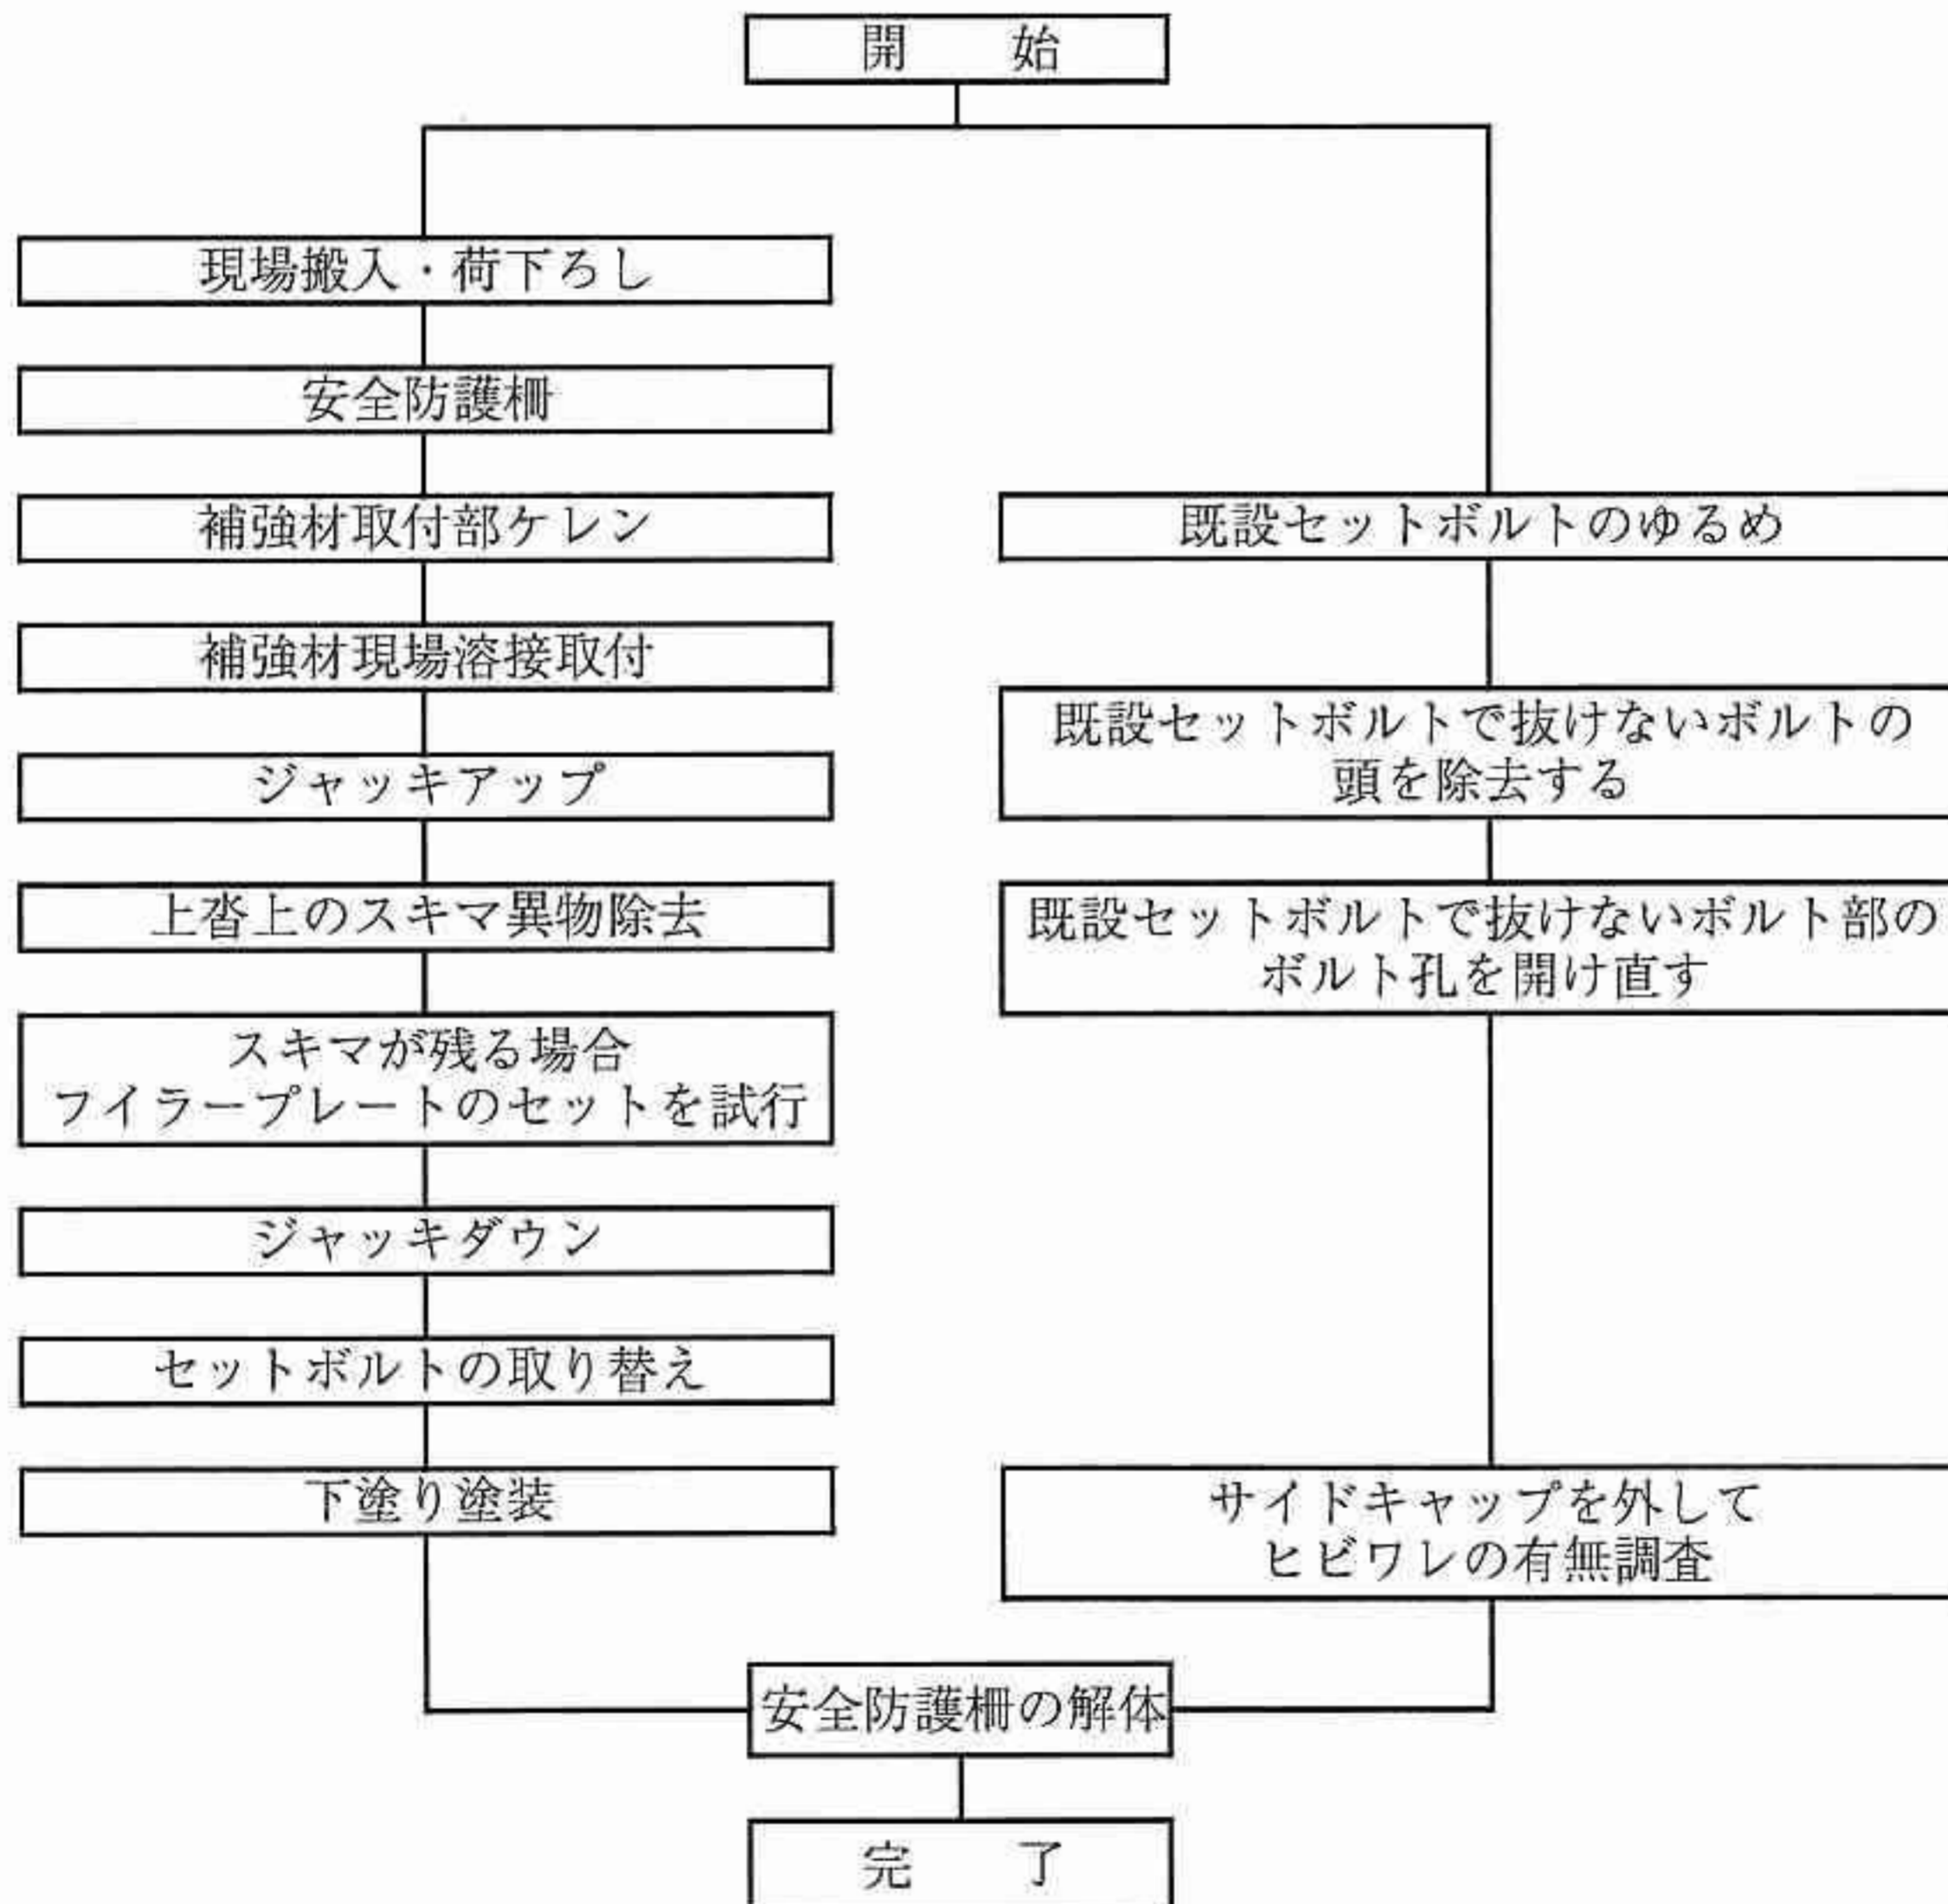 開　始
現場搬入・荷下ろし
安全防護柵
補強材取付部ケレン
補強材現場溶接取付
ジャッキアップ
上沓上のスキマ異物除去
スキマが残る場合
フイラープレートのセットを試行
ジャッキダウン
セットボルトの取り替え
下塗り塗装
既設セットボルトのゆるめ
既設セットボルトで抜けないボルトの
頭を除去する
既設セットボルトで抜けないボルト部の
ボルト孔を開け直す
サイドキャップを外して
ヒビワレの有無調査
安全防護柵の解体
完　了